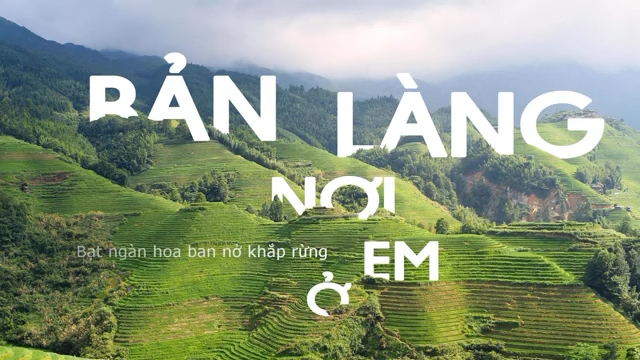 BẢN LÀNG
NƠI
EM
Ở
Bạt ngàn hoa ban nở khắp rừng